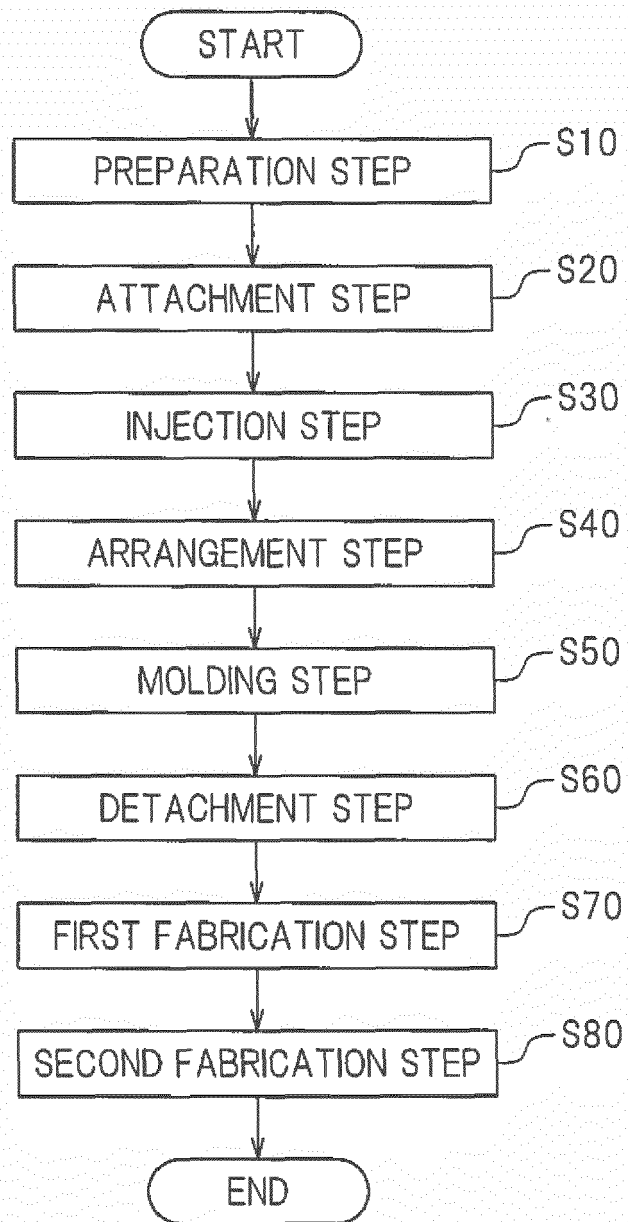 START
PREPARATION STEP
S10
ATTACHMENT STEP
S20
INJECTION STEP
S30
ARRANGEMENT STEP
S40
MOLDING STEP
S50
DETACHMENT STEP
S60
FIRST FABRICATION STEP
S70
SECOND FABRICATION STEP
S80
END